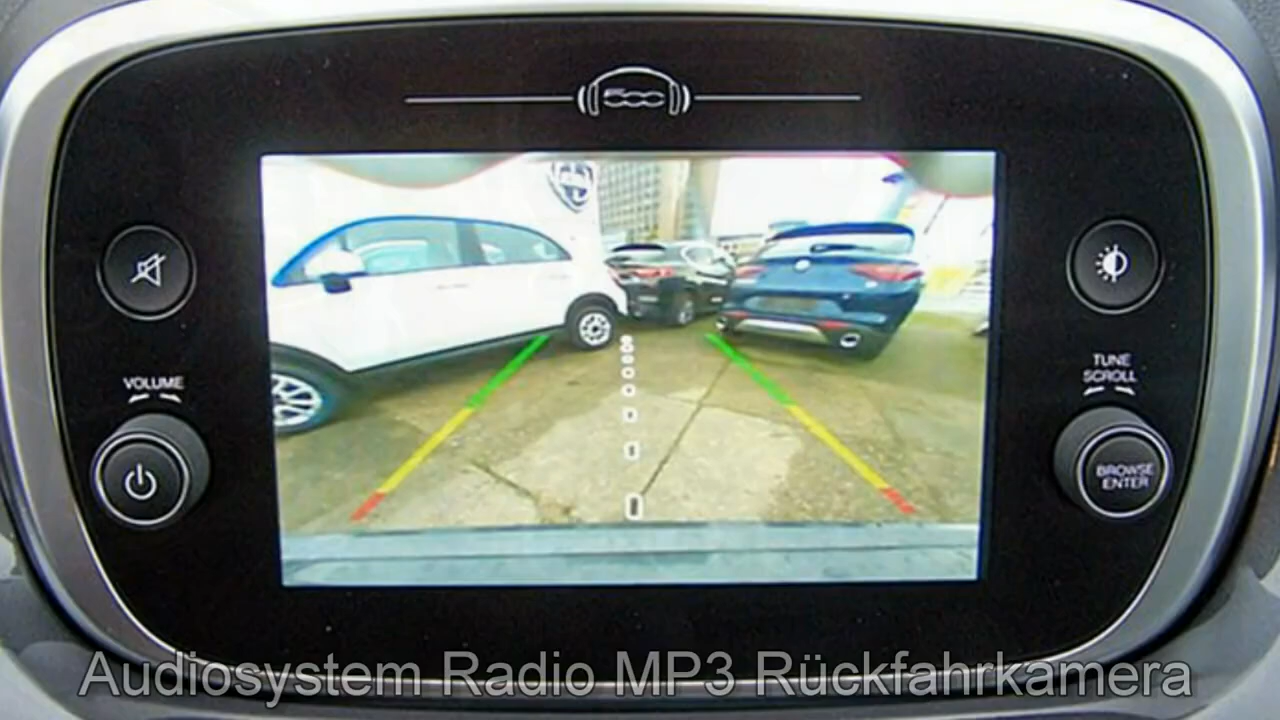 500
VOLUME
TUNE
SCROLL
BROWSE
ENTER
Audiosystem Radio MP3 Rückfahrkamera